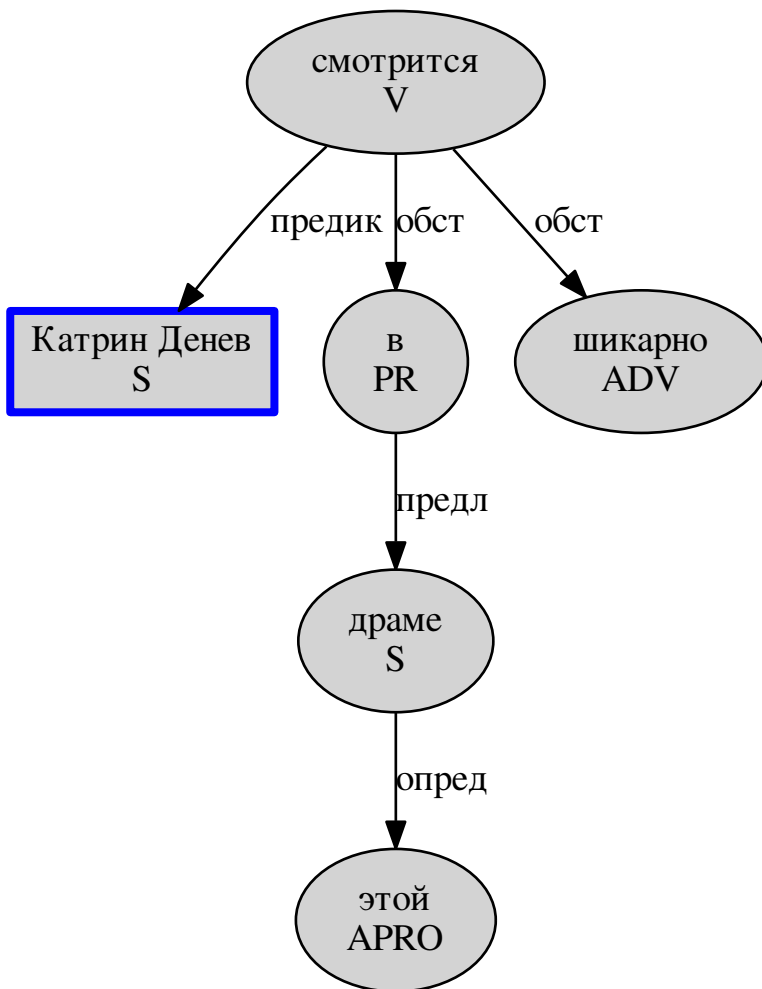 смотрится
V
предик
обст
обст
Катрин Денев
S
в
PR
шикарно
ADV
предл
драме
S
опред
этой
APRO